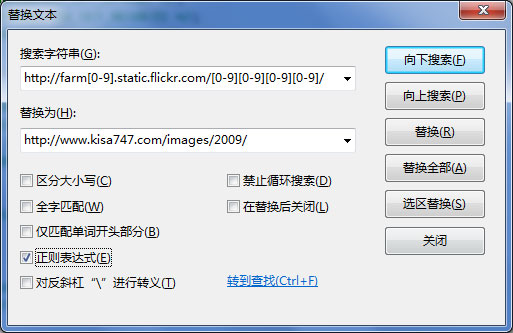 替换文本
搜索字符串(G):
http://farm[0-9].static.flickr.com/[0-9][0-9][0-9][0-9]/
替换为(H):
http://www.kisa747.com/images/2009/
区分大小写(C)
全字匹配(W)
仅匹配单词开头部分(B)
正则表达式(E)
对反斜杠“\”进行转义(T)
禁止循环搜索(D)
在替换后关闭(L)
转到查找(Ctrl+F)
向下搜索(F)
向上搜索(P)
替换(R)
替换全部(A)
选区替换(S)
关闭